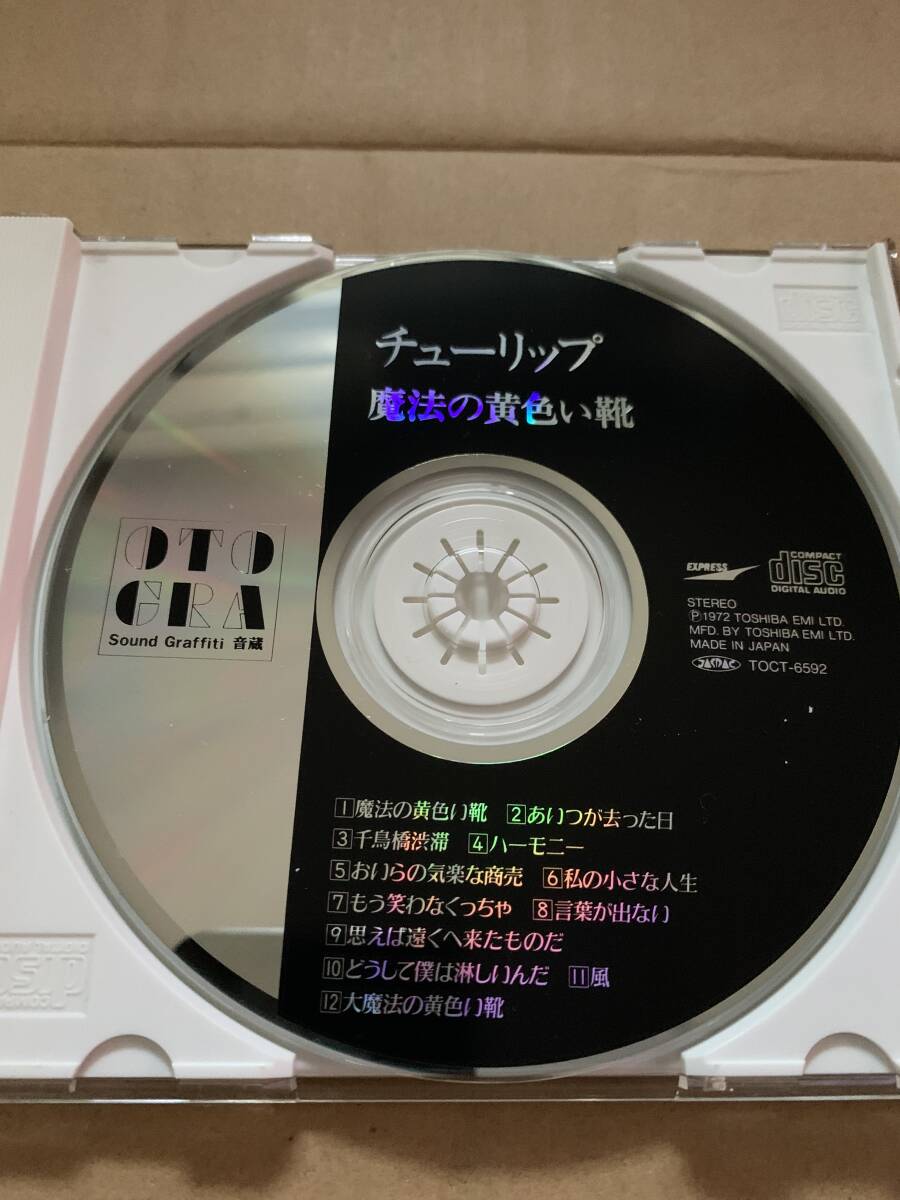 チューリップ
魔法の黄色い靴
OTO
GRA
Sound Graffiti 音蔵
EXPRESS
COMPACT
disc
DIGITAL AUDIO
STEREO
Ⓟ1972 TOSHIBA EMI LTD.
MFD. BY TOSHIBA EMI LTD.
MADE IN JAPAN
JASRAC TOCT-6592
1魔法の黄色い靴 2あいつが去った日
3千鳥橋渋滞 4ハーモニー
5おいらの気楽な商売 6私の小さな人生
7もう笑わなくっちゃ 8言葉が出ない
9思えば遠くへ来たものだ
10どうして僕は淋しいんだ 11風
12大魔法の黄色い靴